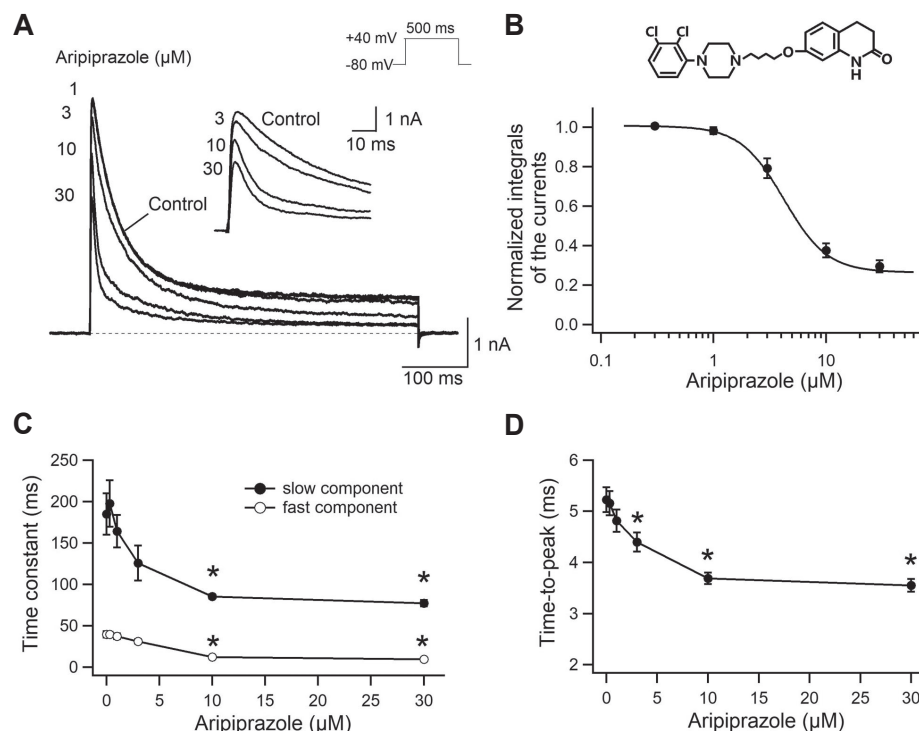 A
Aripiprazole (µM)
1
3
10
30
Control
3
10
30
Control
+40 mV
-80 mV
500 ms
1 nA
10 ms
1 nA
100 ms
B
Cl
Cl
N
N
O
N
H
O
Normalized integrals
of the currents
1.0
0.8
0.6
0.4
0.2
0.0
0.1
1
10
Aripiprazole (µM)
C
Time constant (ms)
250
200
150
100
50
0
slow component
fast component
*
*
*
*
0
5
10
15
20
25
30
Aripiprazole (µM)
D
Time-to-peak (ms)
6
5
4
3
2
*
*
*
0
5
10
15
20
25
30
Aripiprazole (µM)